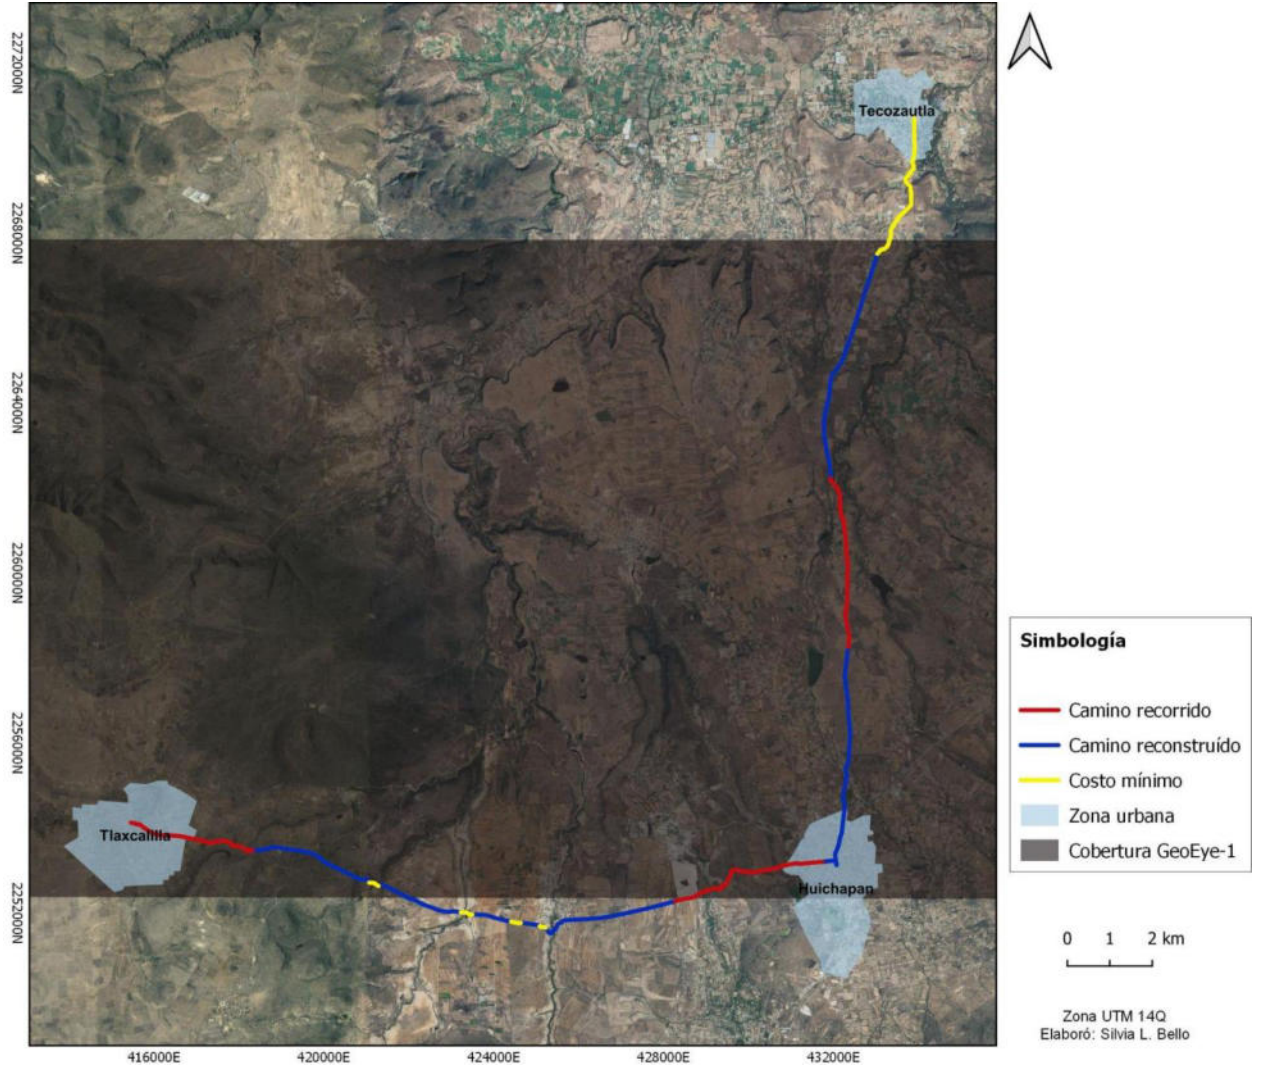 2272000N
2268000N
2264000N
2260000N
2256000N
2252000N
Tecozautla
Tlaxcalilla
Huichapan
416000E
420000E
424000E
428000E
432000E
Simbología
Camino recorrido
Camino reconstruído
Costo mínimo
Zona urbana
Cobertura GeoEye-1
0 1 2 km
Zona UTM 14Q
Elaboró: Silvia L. Bello